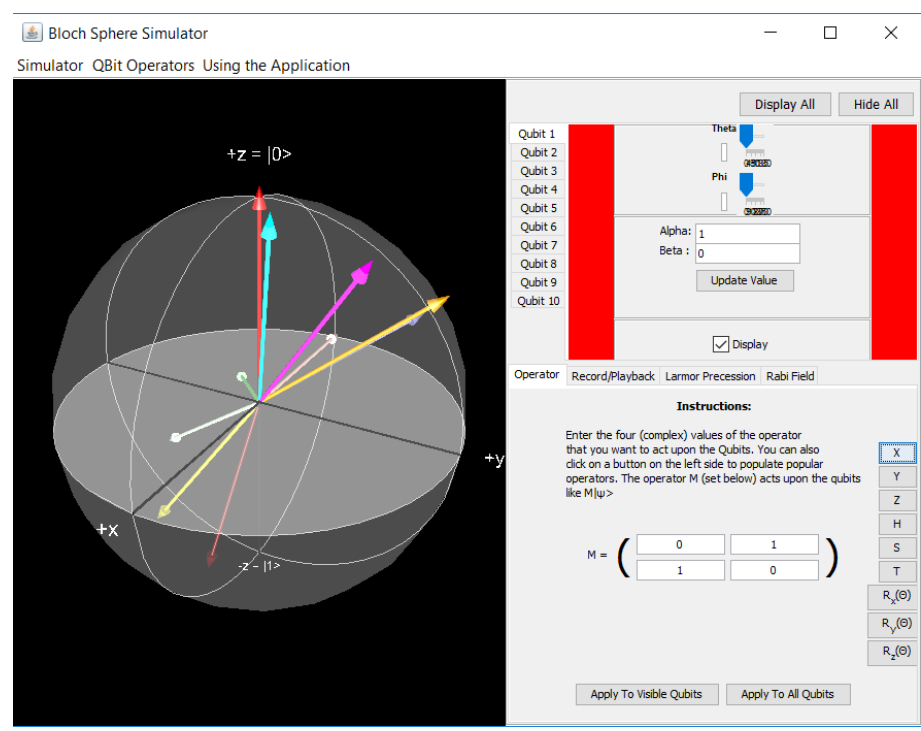 Bloch Sphere Simulator
Simulator QBit Operators Using the Application
Display All Hide All
+z = |0>
+y
+x
-z - |1>
Qubit 1
Qubit 2
Qubit 3
Qubit 4
Qubit 5
Qubit 6
Qubit 7
Qubit 8
Qubit 9
Qubit 10
Theta
Phi
Alpha: 1
Beta : 0
Update Value
Display
Operator Record/Playback Larmor Precession Rabi Field
Instructions:
Enter the four (complex) values of the operator
that you want to act upon the Qubits. You can also
click on a button on the left side to populate popular
operators. The operator M (set below) acts upon the qubits
like M|ψ>
M = ( 0 1
1 0 )
X
Y
Z
H
S
T
Rx(Θ)
Ry(Θ)
Rz(Θ)
Apply To Visible Qubits Apply To All Qubits